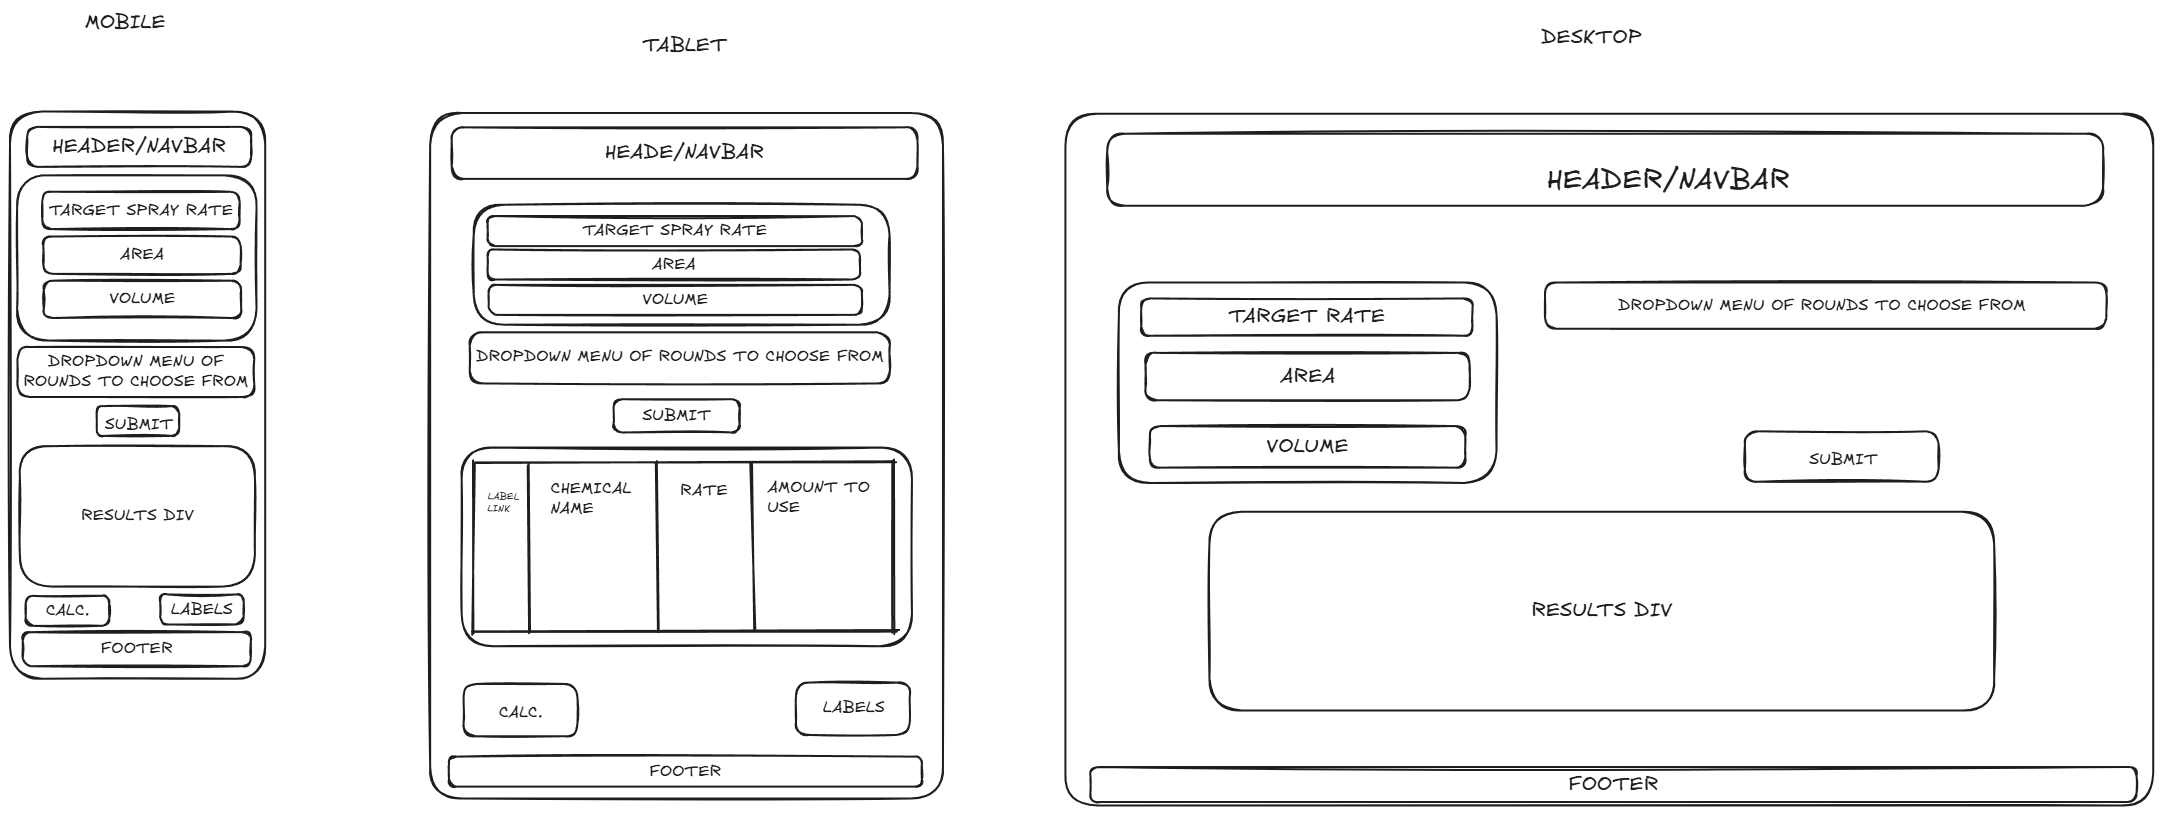 MOBILE
HEADER/NAVBAR
TARGET SPRAY RATE
AREA
VOLUME
DROPDOWN MENU OF
ROUNDS TO CHOOSE FROM
SUBMIT
RESULTS DIV
CALC.
LABELS
FOOTER
TABLET
HEADE/NAVBAR
TARGET SPRAY RATE
AREA
VOLUME
DROPDOWN MENU OF ROUNDS TO CHOOSE FROM
SUBMIT
LABEL
LINK
CHEMICAL
NAME
RATE
AMOUNT TO
USE
CALC.
LABELS
FOOTER
DESKTOP
HEADER/NAVBAR
TARGET RATE
AREA
VOLUME
DROPDOWN MENU OF ROUNDS TO CHOOSE FROM
SUBMIT
RESULTS DIV
FOOTER